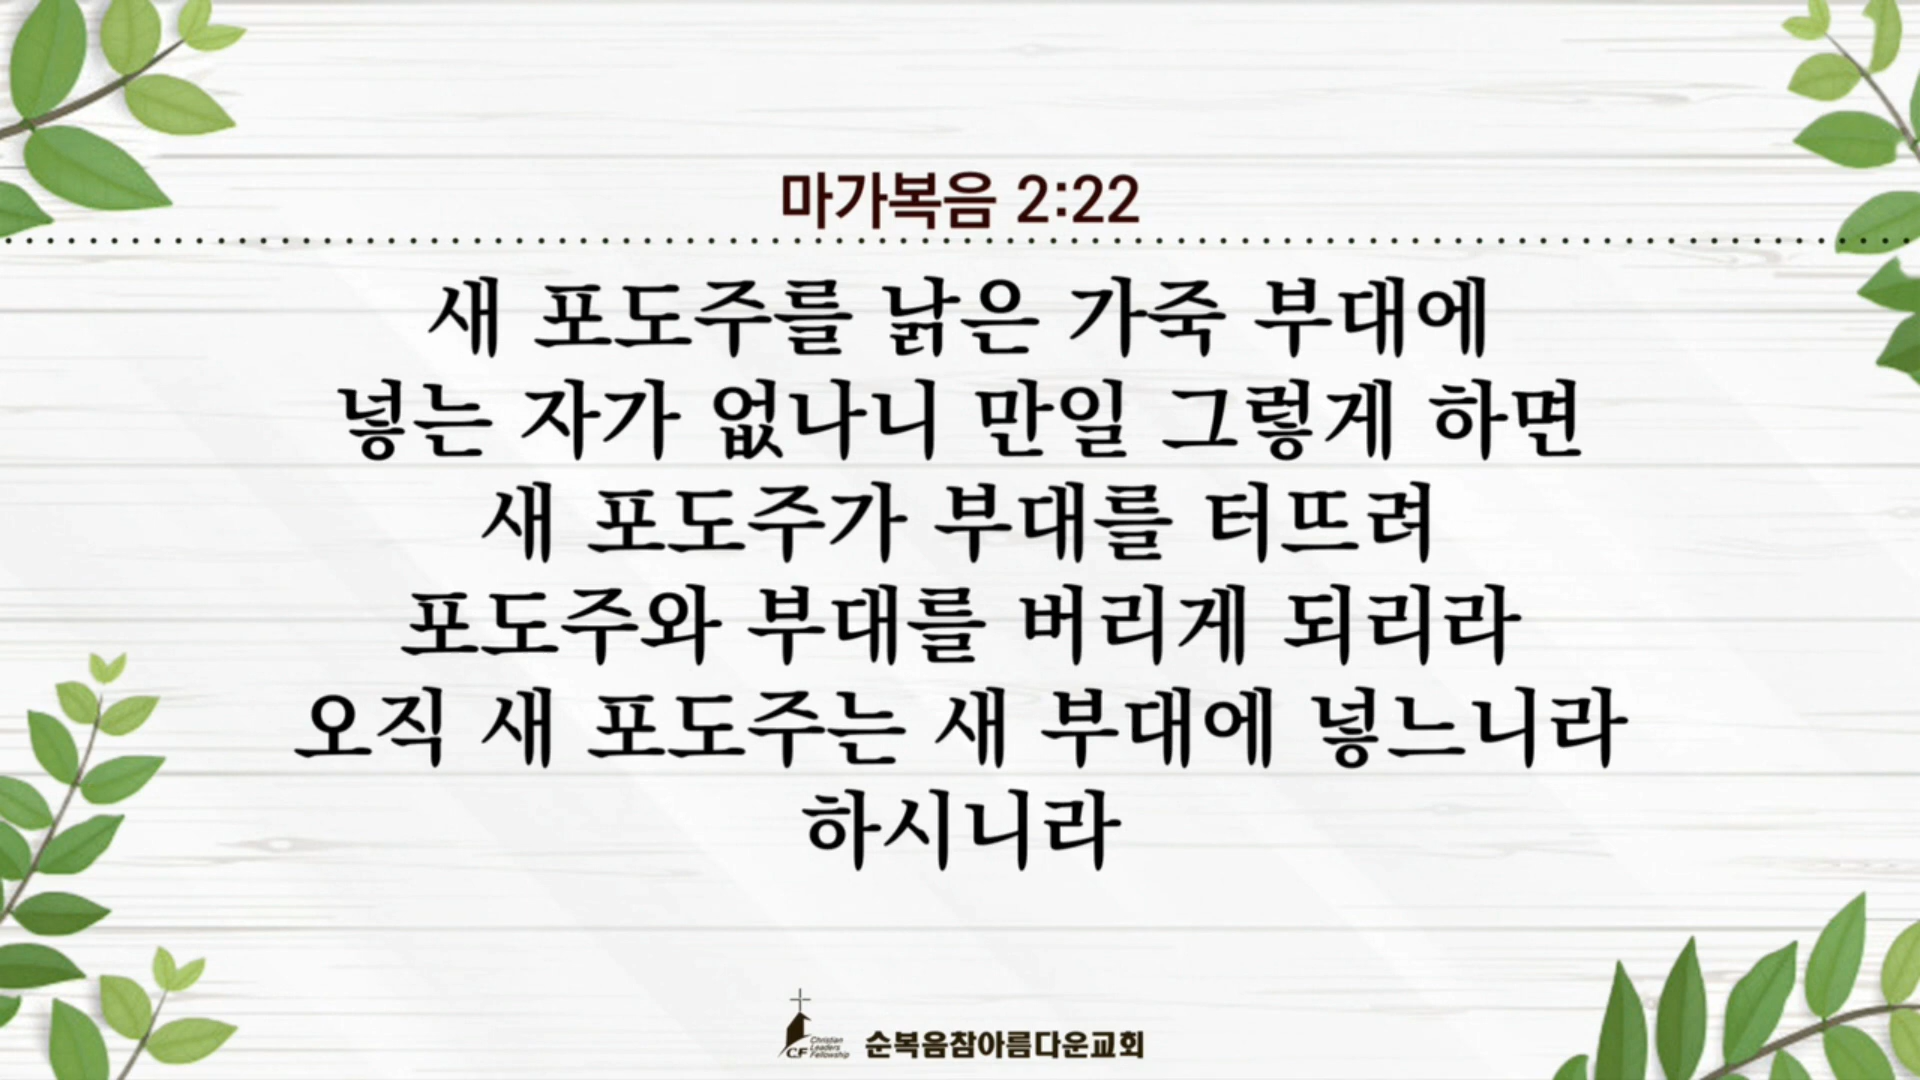 마가복음 2:22
새 포도주를 낡은 가죽 부대에
넣는 자가 없나니 만일 그렇게 하면
새 포도주가 부대를 터뜨려
포도주와 부대를 버리게 되리라
오직 새 포도주는 새 부대에 넣느니라
하시니라
CF
Christian
Leaders
Fellowship
순복음참아름다운교회